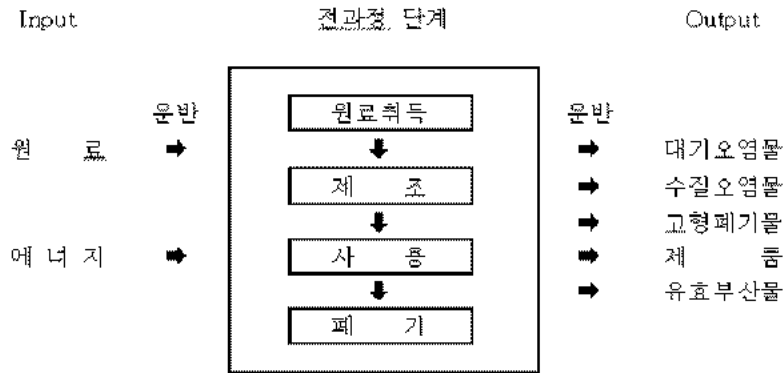 Input 전과정 단계 Output
운반 원료취득 운반
원 료 대기오염물
제 조 수질오염물
고형폐기물
에 너 지 사 용 제 품
유효부산물
폐 기